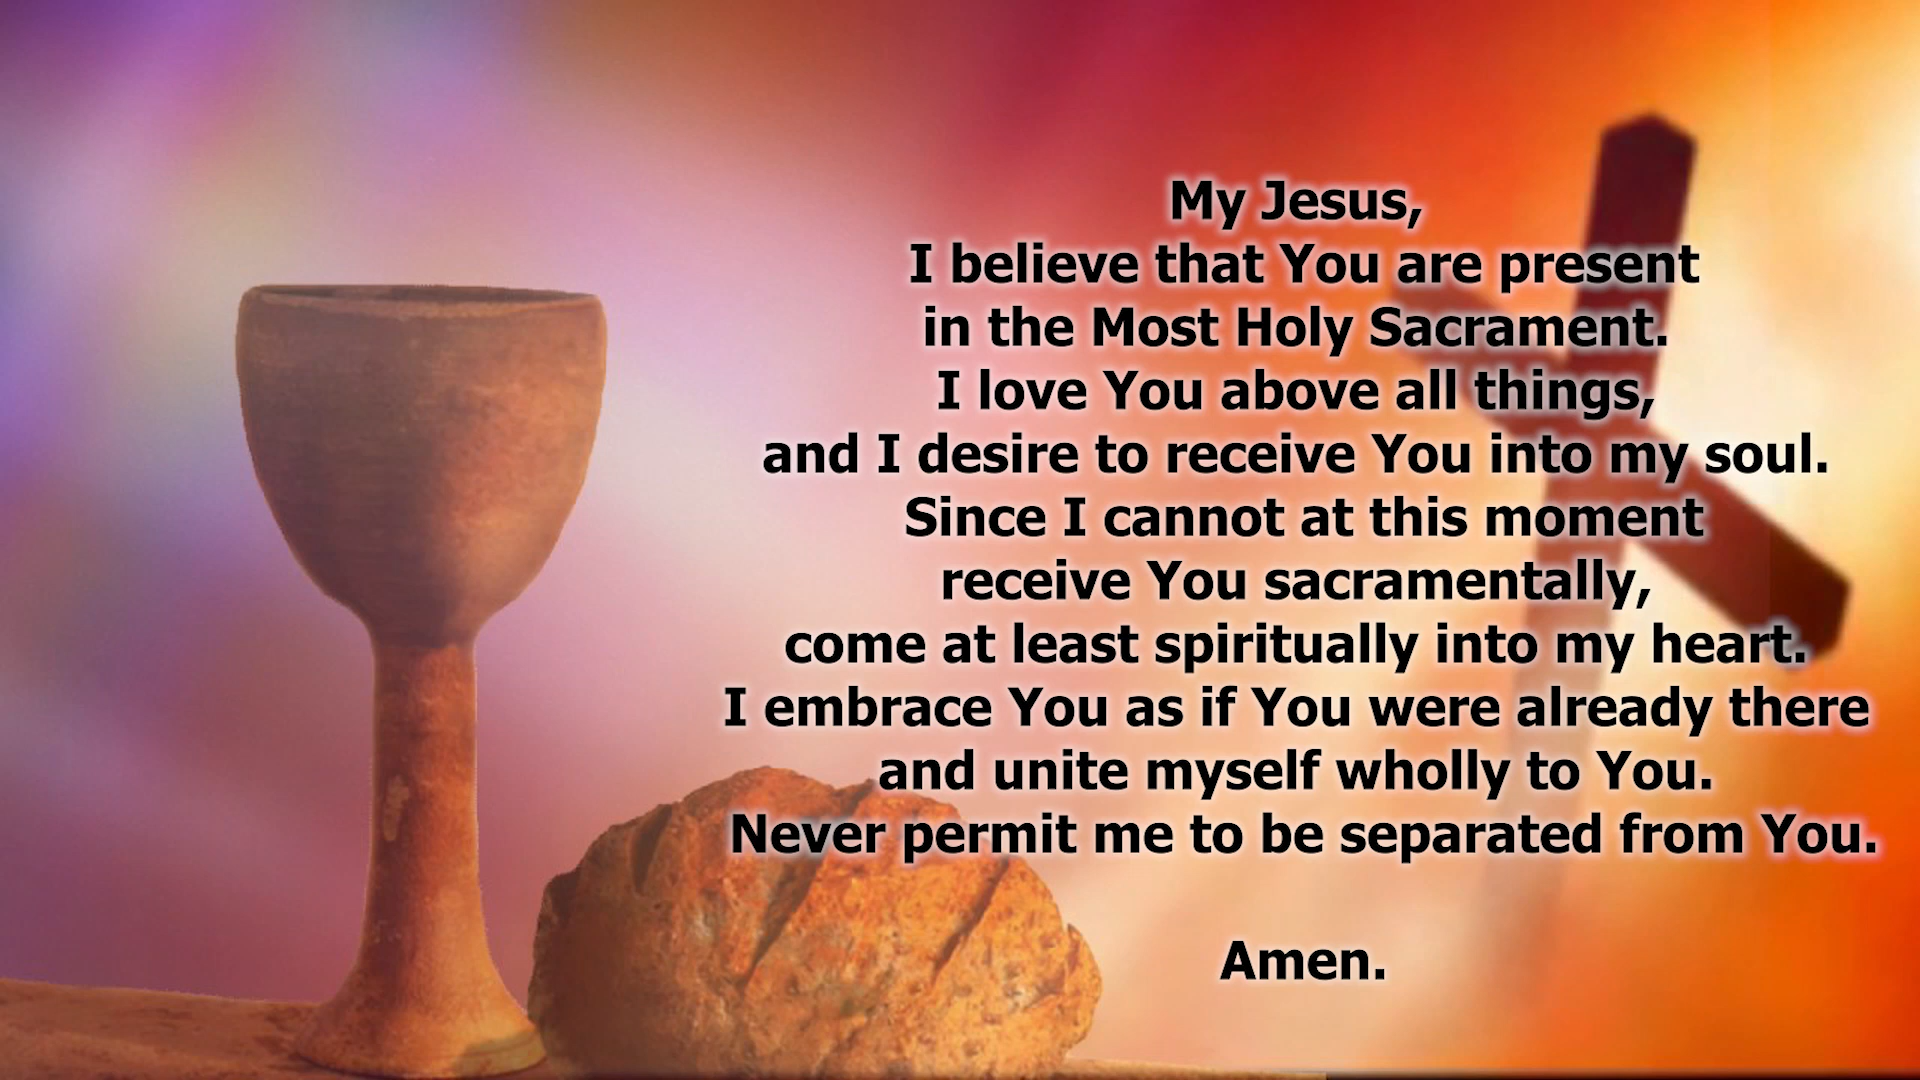 My Jesus,
I believe that You are present
in the Most Holy Sacrament.
I love You above all things,
and I desire to receive You into my soul.
Since I cannot at this moment
receive You sacramentally,
come at least spiritually into my heart.
I embrace You as if You were already there
and unite myself wholly to You.
Never permit me to be separated from You.
Amen.